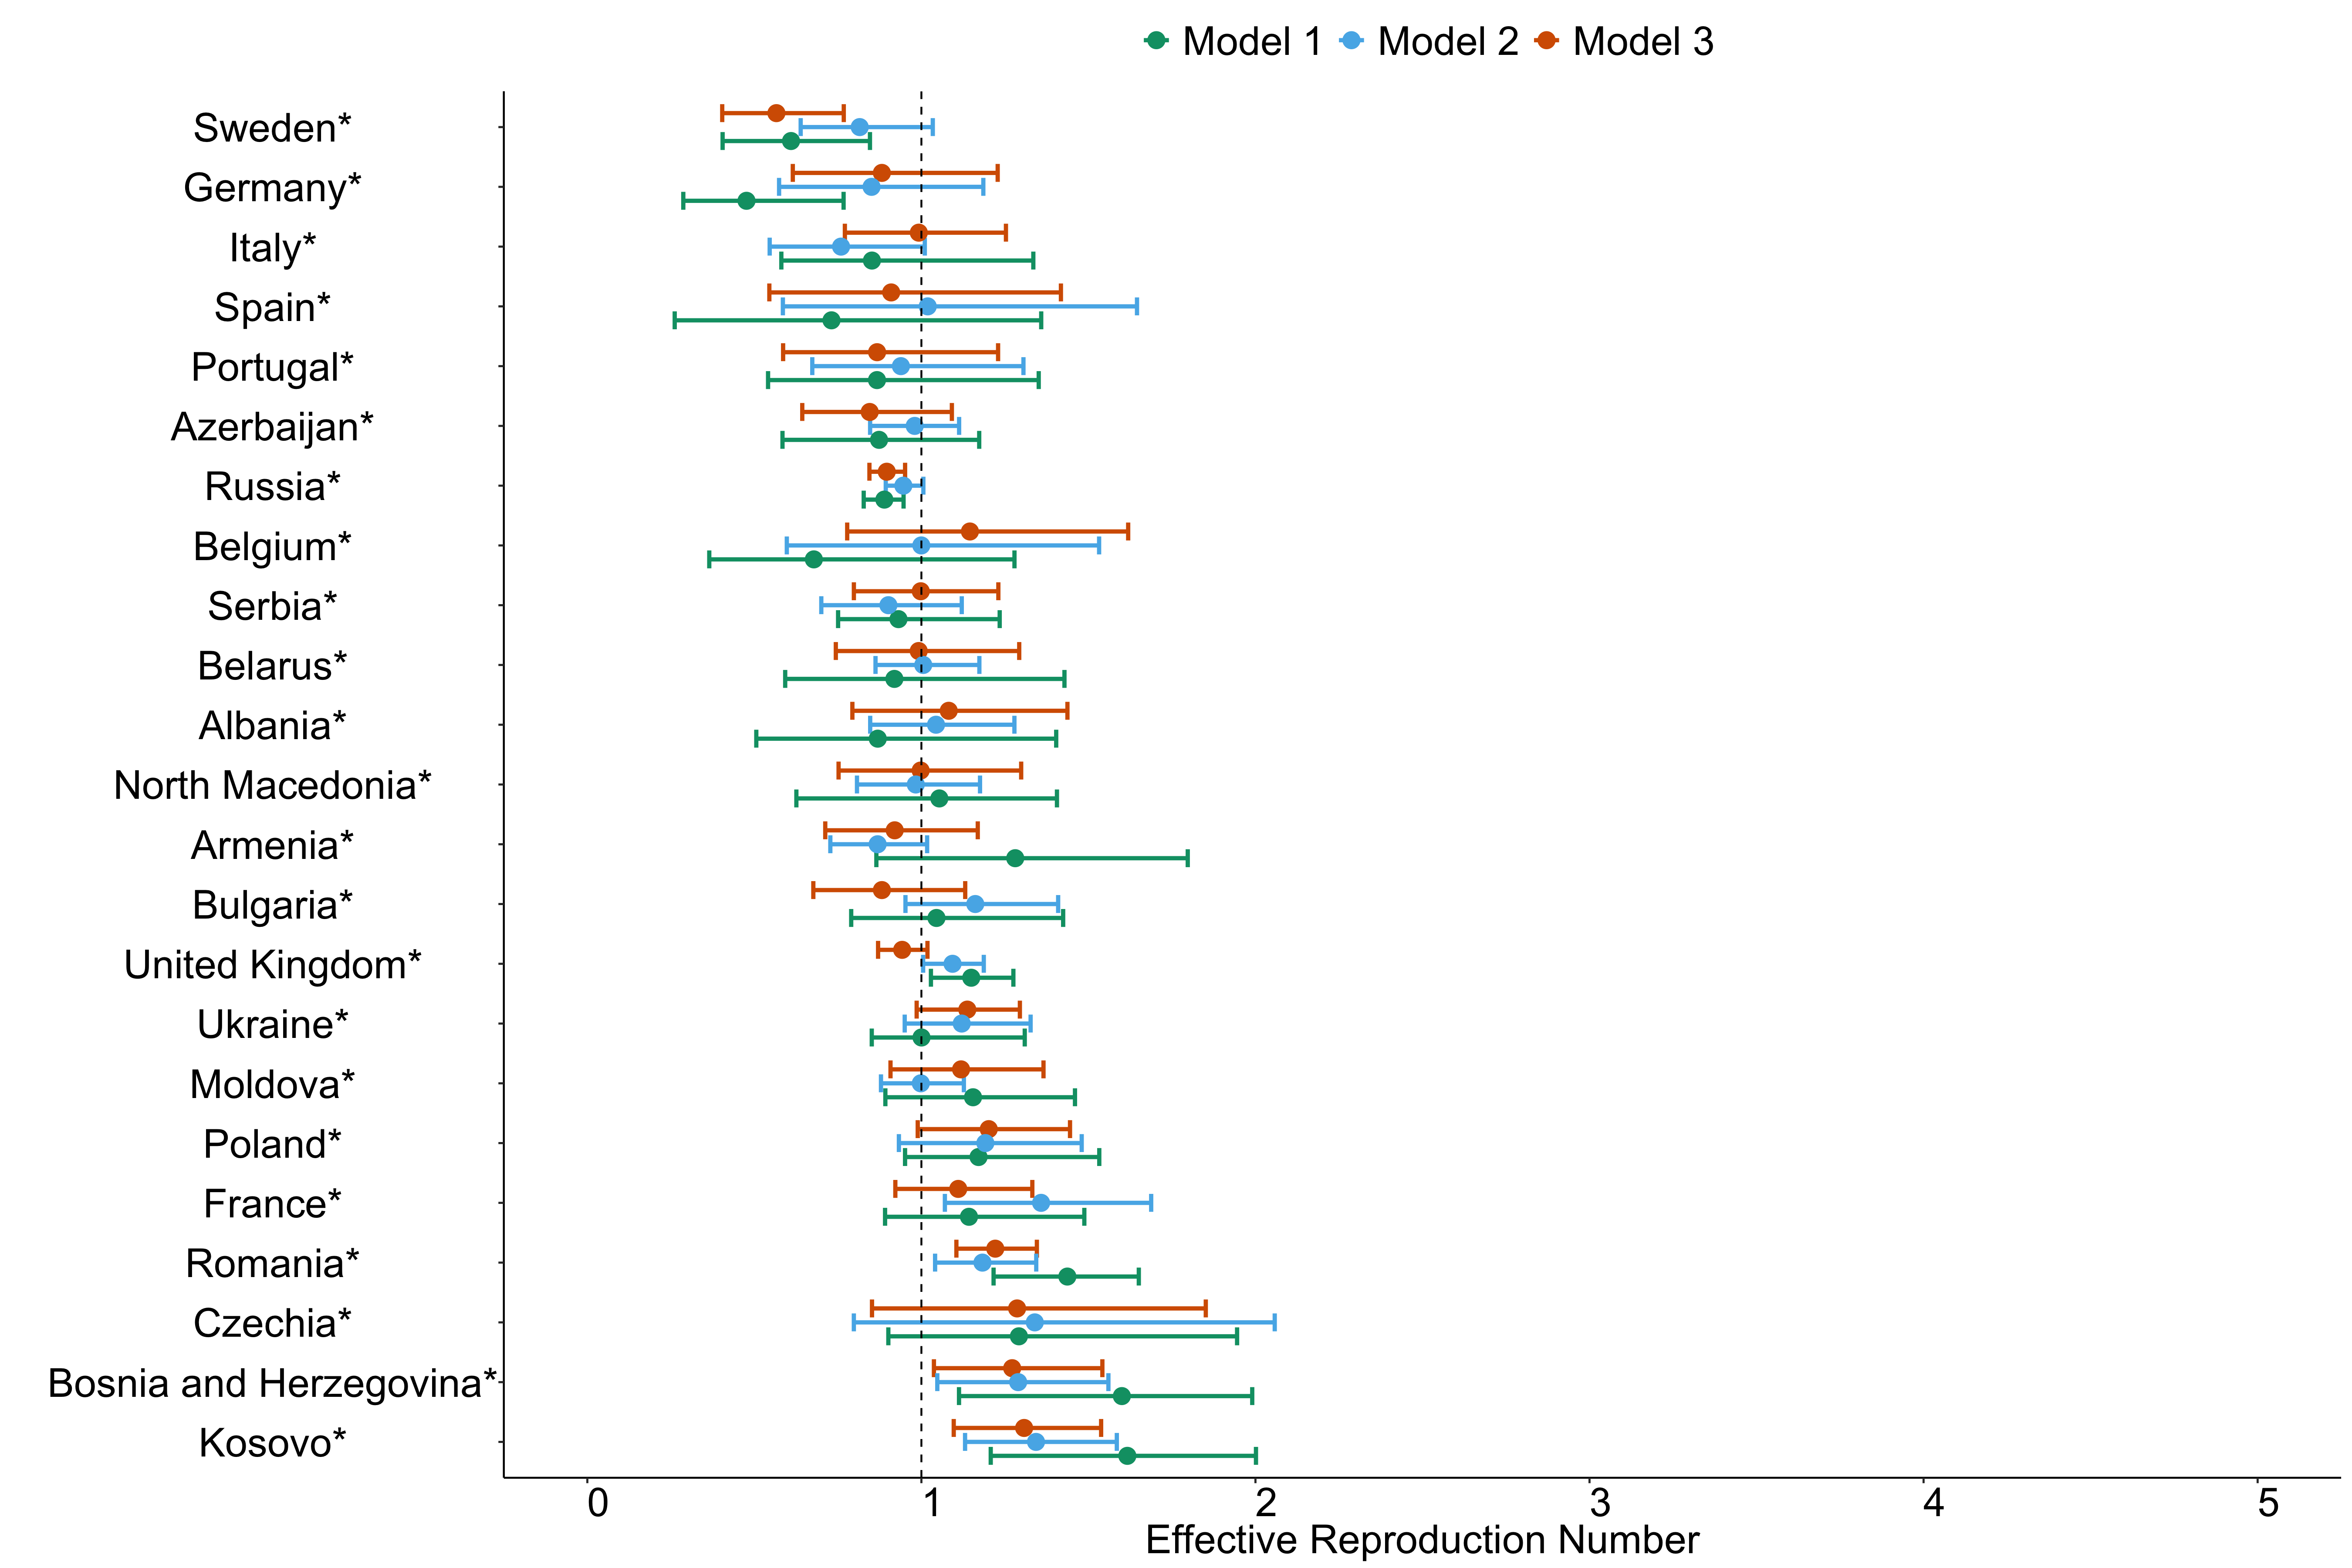 Model 1 Model 2 Model 3
Sweden*
Germany*
Italy*
Spain*
Portugal*
Azerbaijan*
Russia*
Belgium*
Serbia*
Belarus*
Albania*
North Macedonia*
Armenia*
Bulgaria*
United Kingdom*
Ukraine*
Moldova*
Poland*
France*
Romania*
Czechia*
Bosnia and Herzegovina*
Kosovo*
0 1 2 3 4 5
Effective Reproduction Number